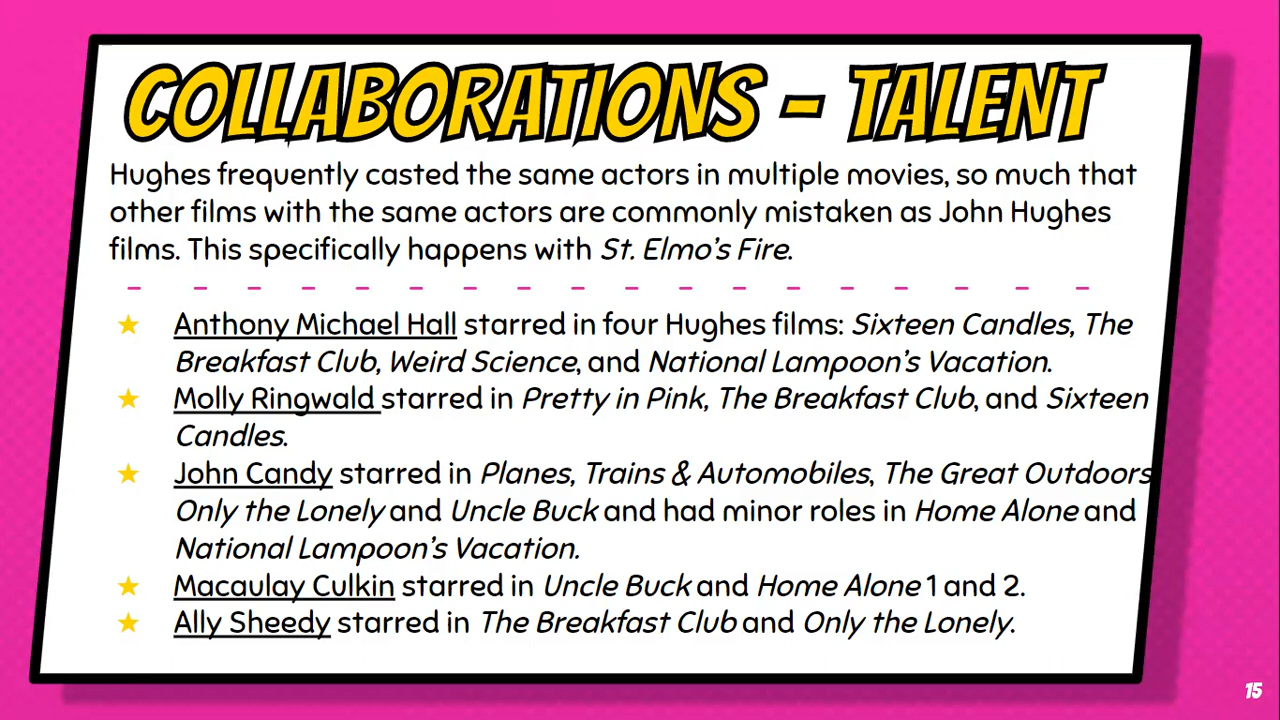 COLLABORATIONS - TALENT
Hughes frequently casted the same actors in multiple movies, so much that
other films with the same actors are commonly mistaken as John Hughes
films. This specifically happens with St. Elmo's Fire.
★ Anthony Michael Hall starred in four Hughes films: Sixteen Candles, The
Breakfast Club, Weird Science, and National Lampoon's Vacation.
★ Molly Ringwald starred in Pretty in Pink, The Breakfast Club, and Sixteen
Candles.
★ John Candy starred in Planes, Trains & Automobiles, The Great Outdoors
Only the Lonely and Uncle Buck and had minor roles in Home Alone and
National Lampoon's Vacation.
★ Macaulay Culkin starred in Uncle Buck and Home Alone 1 and 2.
★ Ally Sheedy starred in The Breakfast Club and Only the Lonely.
15